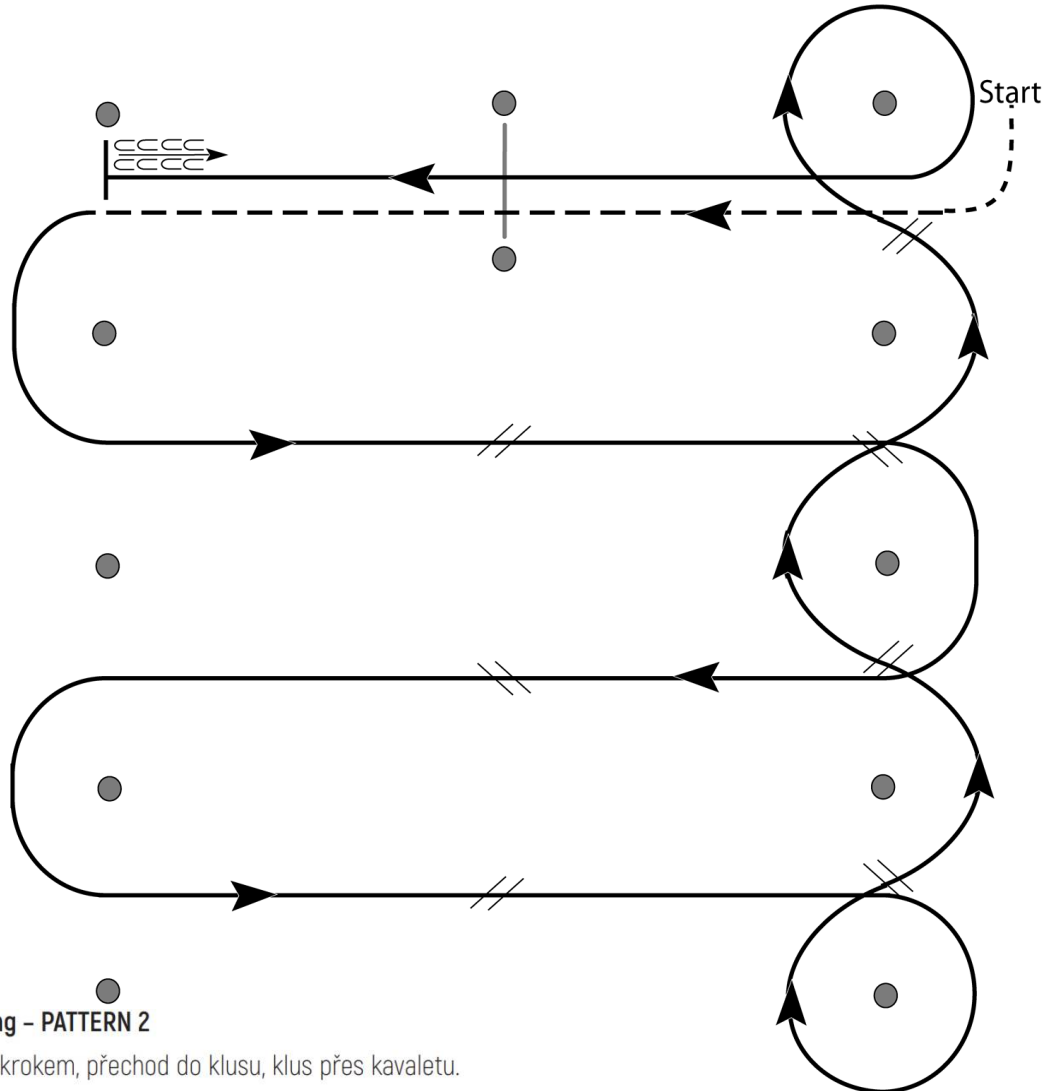 Start
– PATTERN 2
krokem, přechod do klusu, klus přes kavaletu.